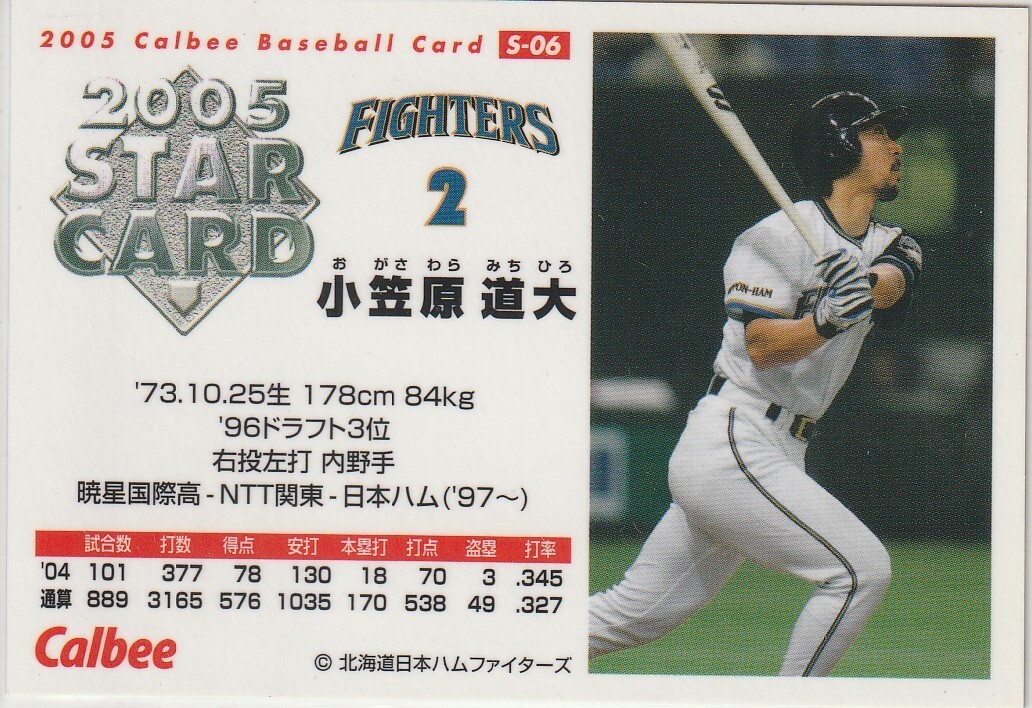 2005 Calbee Baseball Card S-06
2005
STAR
CARD
FIGHTERS
2
おがさわら みちひろ
小笠原 道大
'73.10.25生 178cm 84kg
'96ドラフト3位
右投左打 内野手
暁星国際高-NTT関東-日本ハム('97〜)
試合数 打数 得点 安打 本塁打 打点 盗塁 打率
'04 101 377 78 130 18 70 3 .345
通算 889 3165 576 1035 170 538 49 .327
Calbee
© 北海道日本ハムファイターズ
PON-HAM